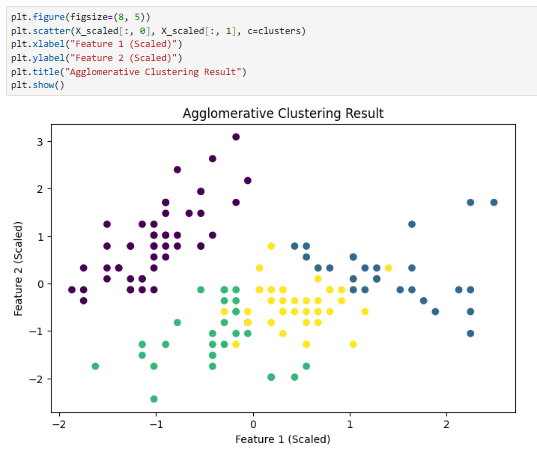 plt.figure(figsize=(8, 5))
plt.scatter(X_scaled[:, 0], X_scaled[:, 1], c=clusters)
plt.xlabel("Feature 1 (Scaled)")
plt.ylabel("Feature 2 (Scaled)")
plt.title("Agglomerative Clustering Result")
plt.show()
Agglomerative Clustering Result
Feature 2 (Scaled)
3
2
1
0
−1
−2
−2 −1 0 1 2
Feature 1 (Scaled)